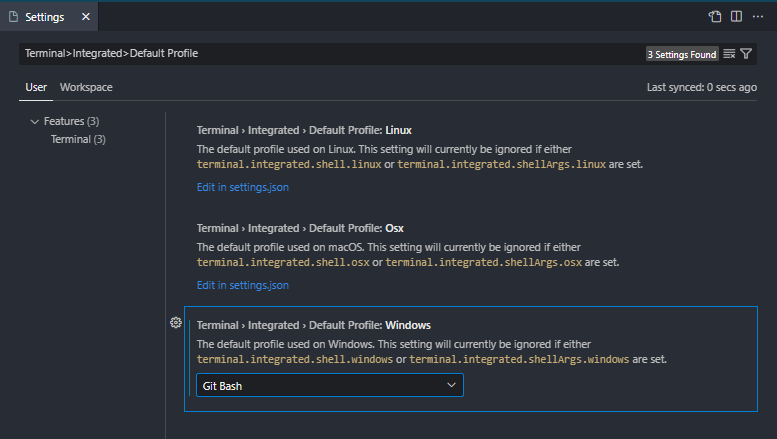 Settings
Terminal>Integrated>Default Profile
3 Settings Found
User Workspace
Last synced: 0 secs ago
Features (3)
Terminal (3)
Terminal › Integrated › Default Profile: Linux
The default profile used on Linux. This setting will currently be ignored if either
terminal.integrated.shell.linux or terminal.integrated.shellArgs.linux are set.
Edit in settings.json
Terminal › Integrated › Default Profile: Osx
The default profile used on macOS. This setting will currently be ignored if either
terminal.integrated.shell.osx or terminal.integrated.shellArgs.osx are set.
Edit in settings.json
Terminal › Integrated › Default Profile: Windows
The default profile used on Windows. This setting will currently be ignored if either
terminal.integrated.shell.windows or terminal.integrated.shellArgs.windows are set.
Git Bash